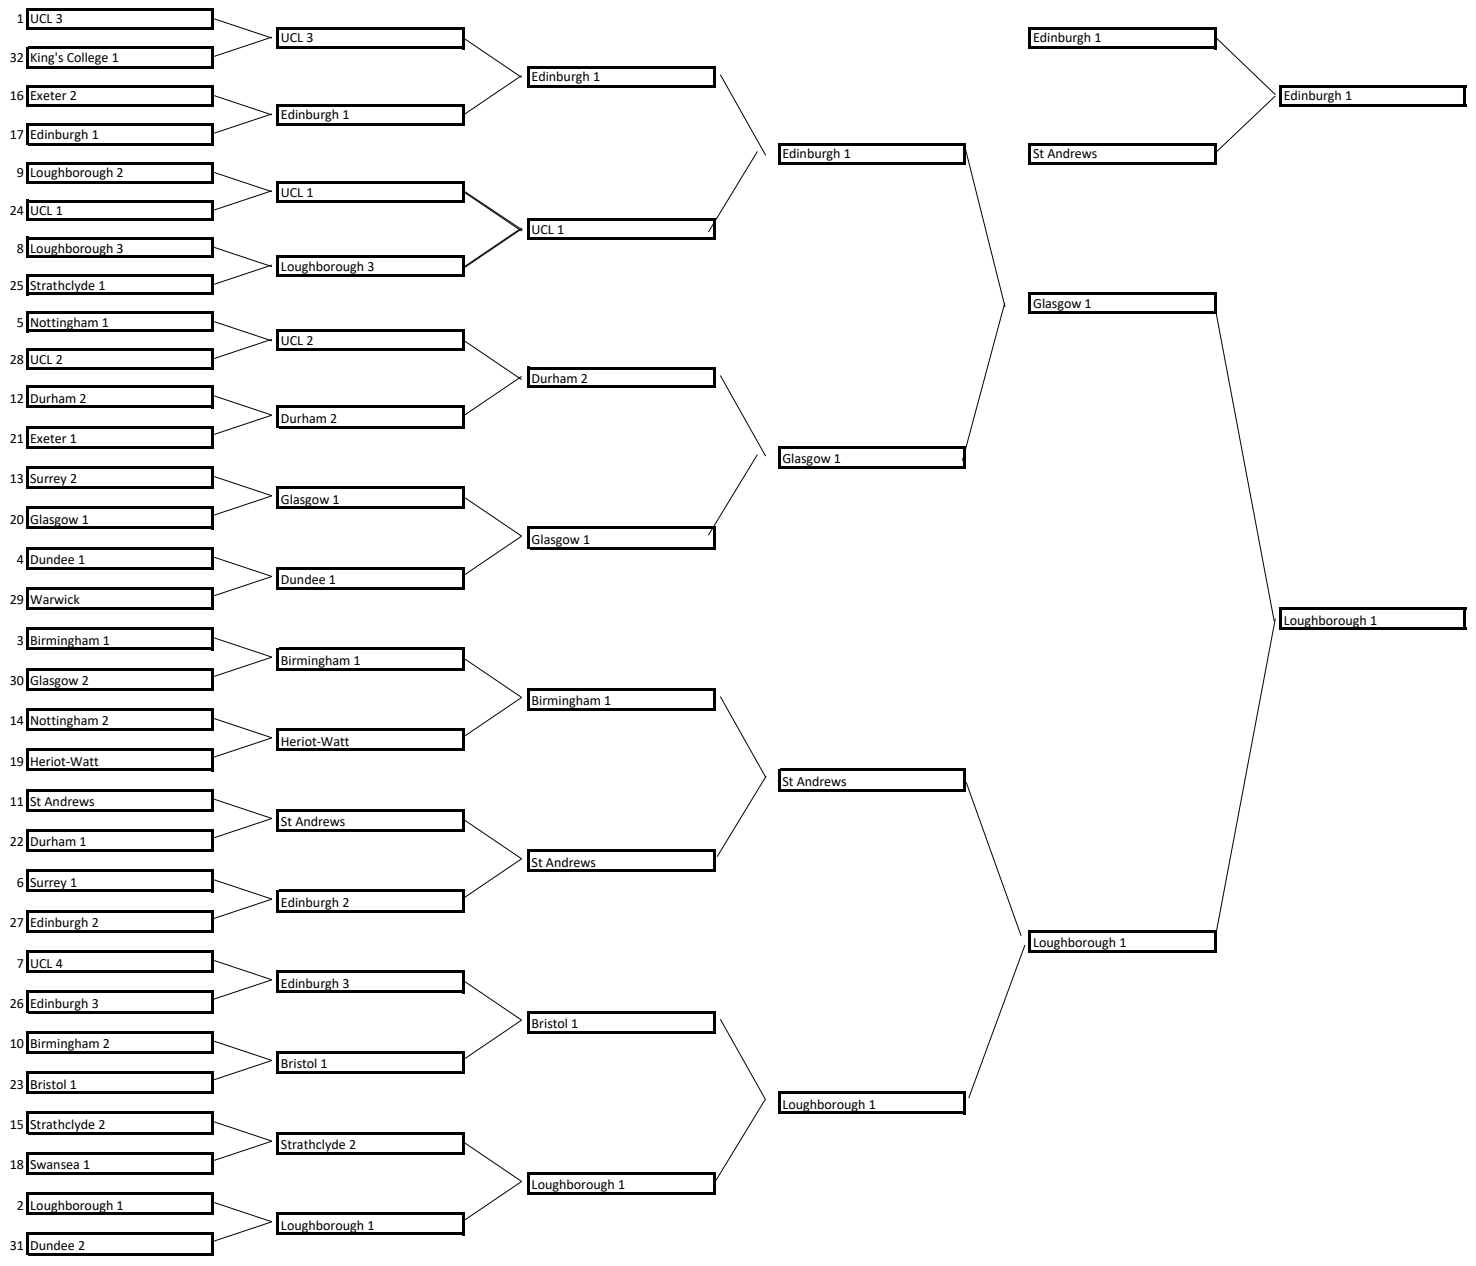 1 UCL 3
32 King's College 1
16 Exeter 2
17 Edinburgh 1
9 Loughborough 2
24 UCL 1
8 Loughborough 3
25 Strathclyde 1
5 Nottingham 1
28 UCL 2
12 Durham 2
21 Exeter 1
13 Surrey 2
20 Glasgow 1
4 Dundee 1
29 Warwick
3 Birmingham 1
30 Glasgow 2
14 Nottingham 2
19 Heriot-Watt
11 St Andrews
22 Durham 1
6 Surrey 1
27 Edinburgh 2
7 UCL 4
26 Edinburgh 3
10 Birmingham 2
23 Bristol 1
15 Strathclyde 2
18 Swansea 1
2 Loughborough 1
31 Dundee 2
UCL 3
Edinburgh 1
UCL 1
Loughborough 3
UCL 2
Durham 2
Glasgow 1
Dundee 1
Birmingham 1
Heriot-Watt
St Andrews
Edinburgh 2
Edinburgh 3
Bristol 1
Strathclyde 2
Loughborough 1
Edinburgh 1
UCL 1
Durham 2
Glasgow 1
Birmingham 1
St Andrews
Bristol 1
Loughborough 1
Edinburgh 1
Glasgow 1
St Andrews
Loughborough 1
Edinburgh 1
St Andrews
Glasgow 1
Loughborough 1
Edinburgh 1
Loughborough 1